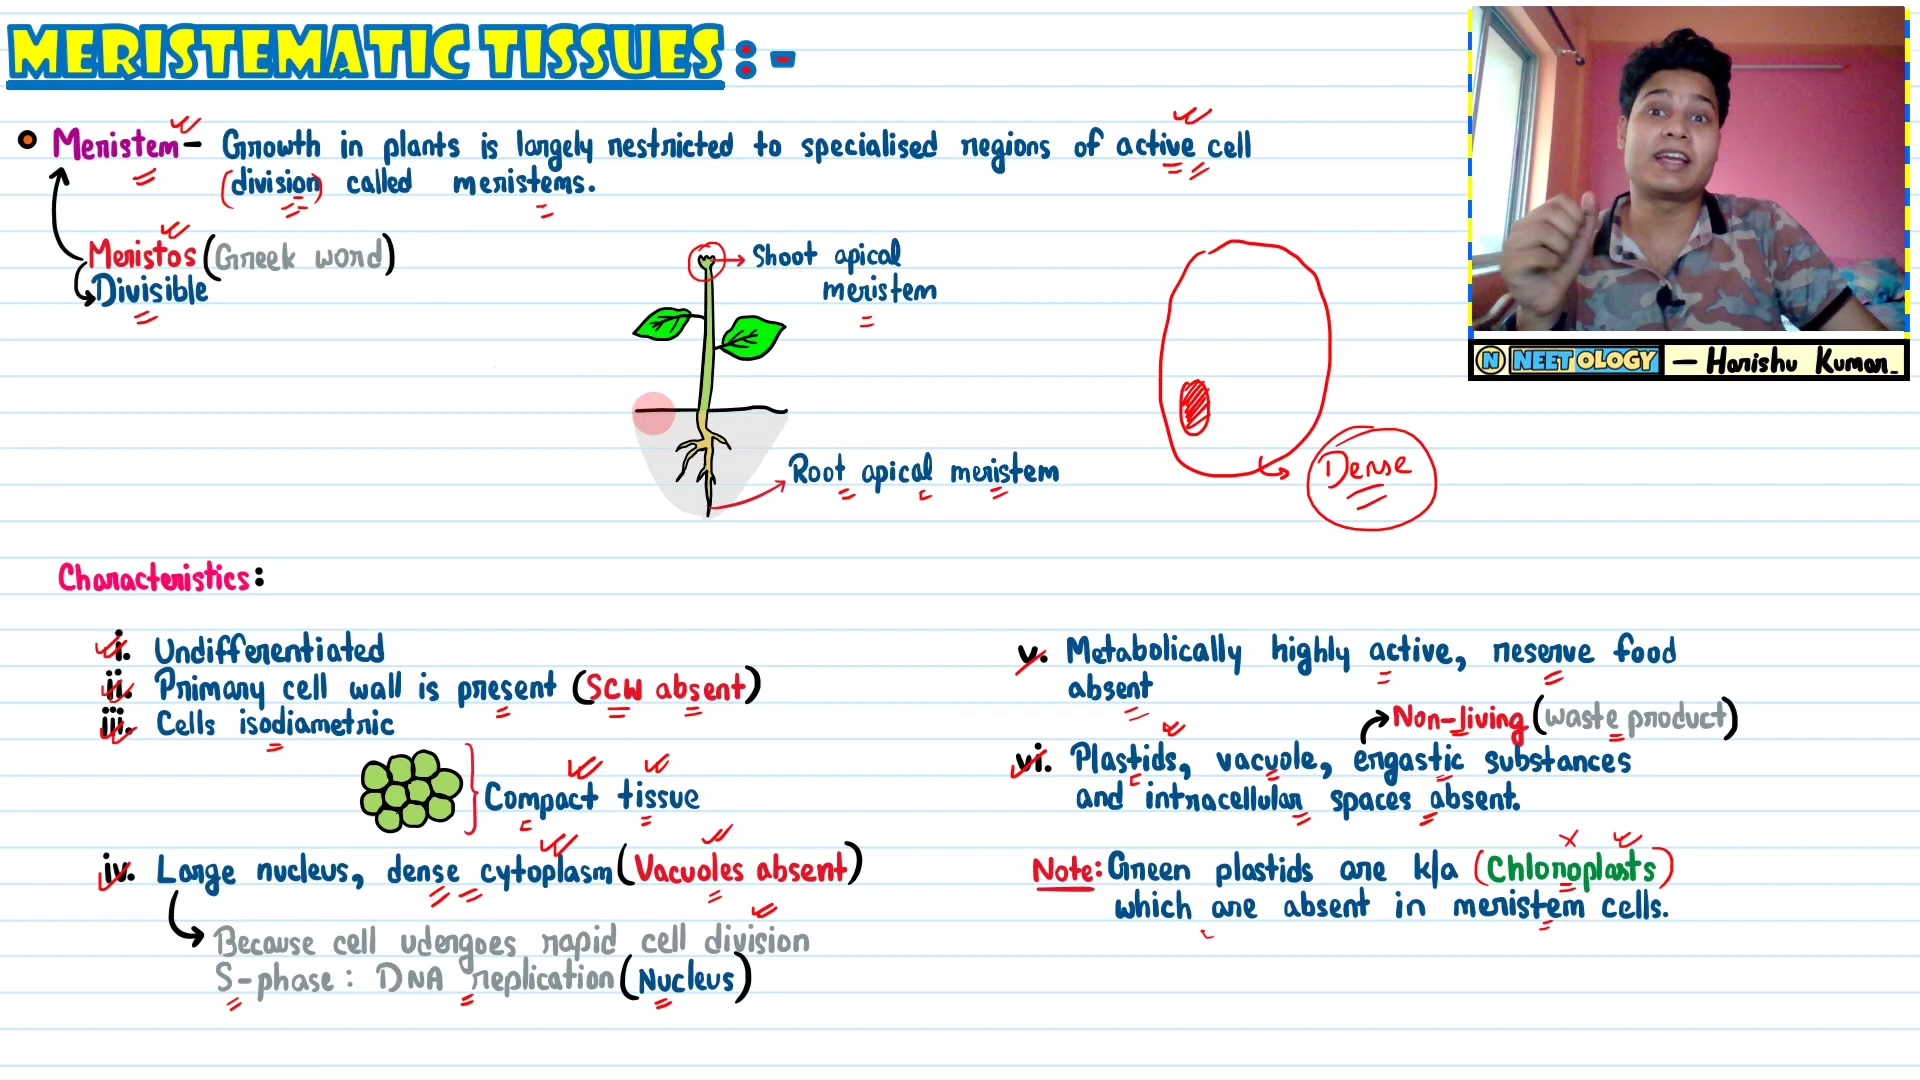 MERISTEMATIC TISSUES :-
Meristem - Growth in plants is largely restricted to specialised regions of active cell
(division) called meristems.
Meristos (Greek word)
Divisible
Shoot apical
meristem
Root apical meristem
Dense
N NEETOLOGY - Harishu Kumar
Characteristics:
i. Undifferentiated
ii. Primary cell wall is present (SCW absent)
iii. Cells isodiametric
Compact tissue
iv. Large nucleus, dense cytoplasm (Vacuoles absent)
Because cell udergoes rapid cell division
S-phase : DNA replication (Nucleus)
v. Metabolically highly active, reserve food
absent
Non-living (waste product)
vi. Plastids, vacuole, ergastic substances
and intracellular spaces absent.
Note: Green plastids are k/a (Chloroplasts)
which are absent in meristem cells.